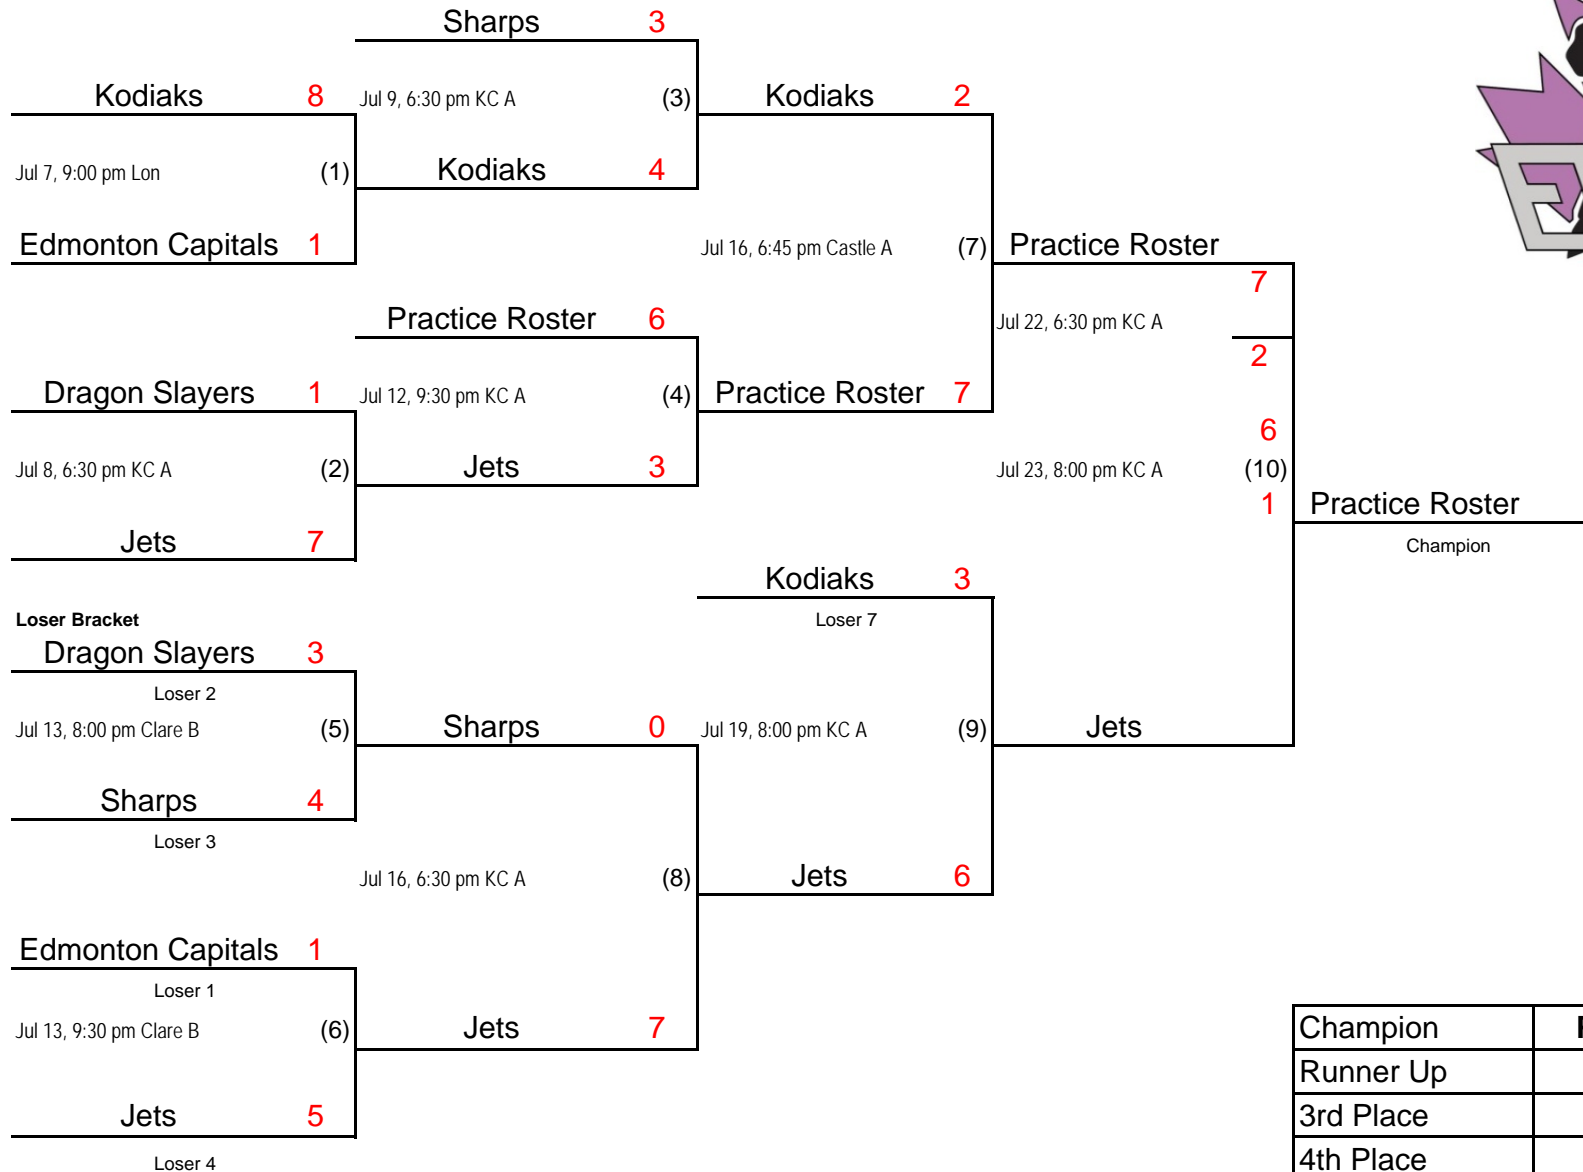 Sharps 3
Kodiaks 8 Jul 9, 6:30 pm KC A (3) Kodiaks 2
Jul 7, 9:00 pm Lon (1) Kodiaks 4
Edmonton Capitals 1 Jul 16, 6:45 pm Castle A (7) Practice Roster
7
Practice Roster 6 Jul 22, 6:30 pm KC A
2
Dragon Slayers 1 Jul 12, 9:30 pm KC A (4) Practice Roster 7
6
Jul 8, 6:30 pm KC A (2) Jets 3 Jul 23, 8:00 pm KC A (10)
1 Practice Roster
Jets 7 Champion
Kodiaks 3
Loser Bracket Loser 7
Dragon Slayers 3
Loser 2
Jul 13, 8:00 pm Clare B (5) Sharps 0 Jul 19, 8:00 pm KC A (9) Jets
Sharps 4
Loser 3
Jul 16, 6:30 pm KC A (8) Jets 6
Edmonton Capitals 1
Loser 1
Jul 13, 9:30 pm Clare B (6) Jets 7
Champion
Runner Up
Jets 5 3rd Place
Loser 4 4th Place